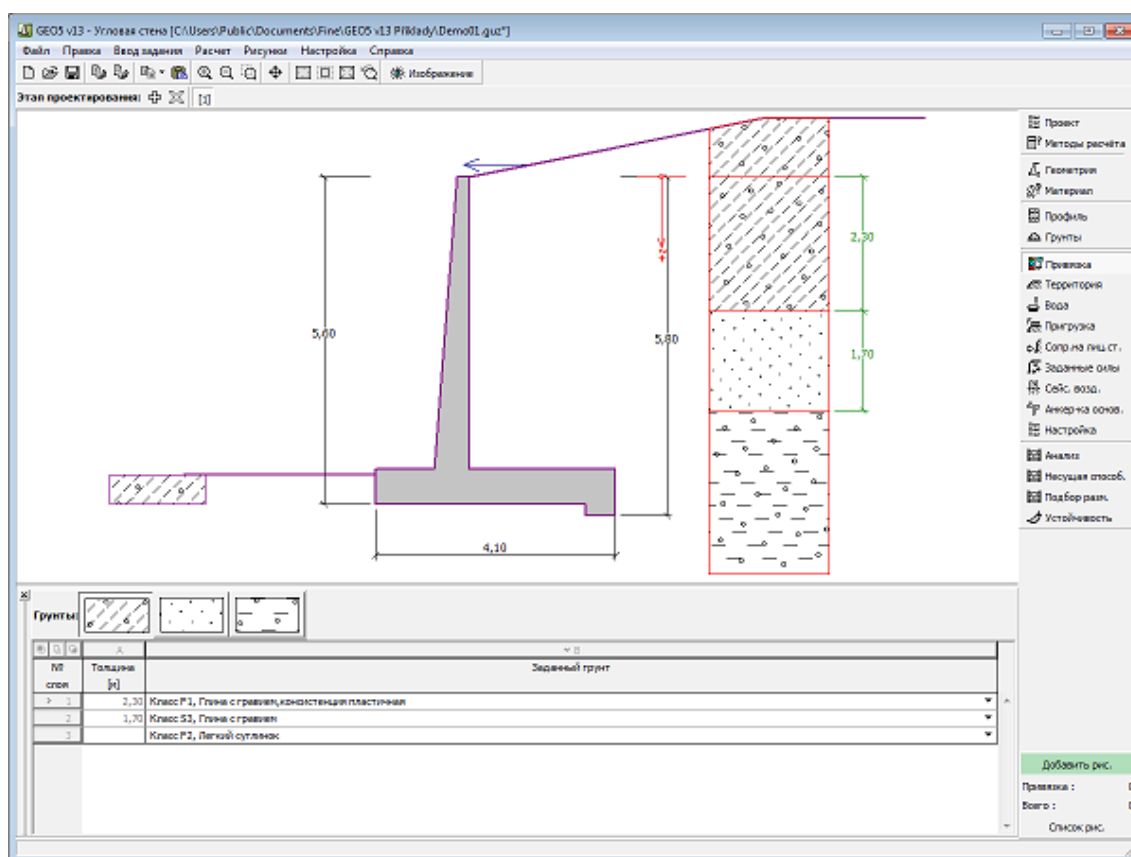 GEO5 v13 - Угловая стена [C:\Users\Public\Documents\Fine\GEO5 v13 Příklady\Demo01.guz*]
Файл Правка Ввод задания Расчет Рисунки Настройка Справка
Изображение
Этап проектирования: [1]
Проект
Методы расчёта
Геометрия
Материал
Профиль
Грунты
Привязка
Территория
Вода
Пригрузка
Сопр.на лиц.ст.
Заданные силы
Сейс. возд.
Анкер-ка основ.
Настройка
Анализ
Несущая способ.
Подбор разм.
Устойчивость
5,60
5,80
+z
2,30
1,70
4,10
Грунты:
№ слоя
Толщина [м]
Заданный грунт
> 1 2,30 Класс F1, Глина с гравием,консистенция пластичная
2 1,70 Класс S3, Глина с гравием
3 Класс F2, Легкий суглинок
Добавить рис.
Привязка :
Всего :
Список рис.